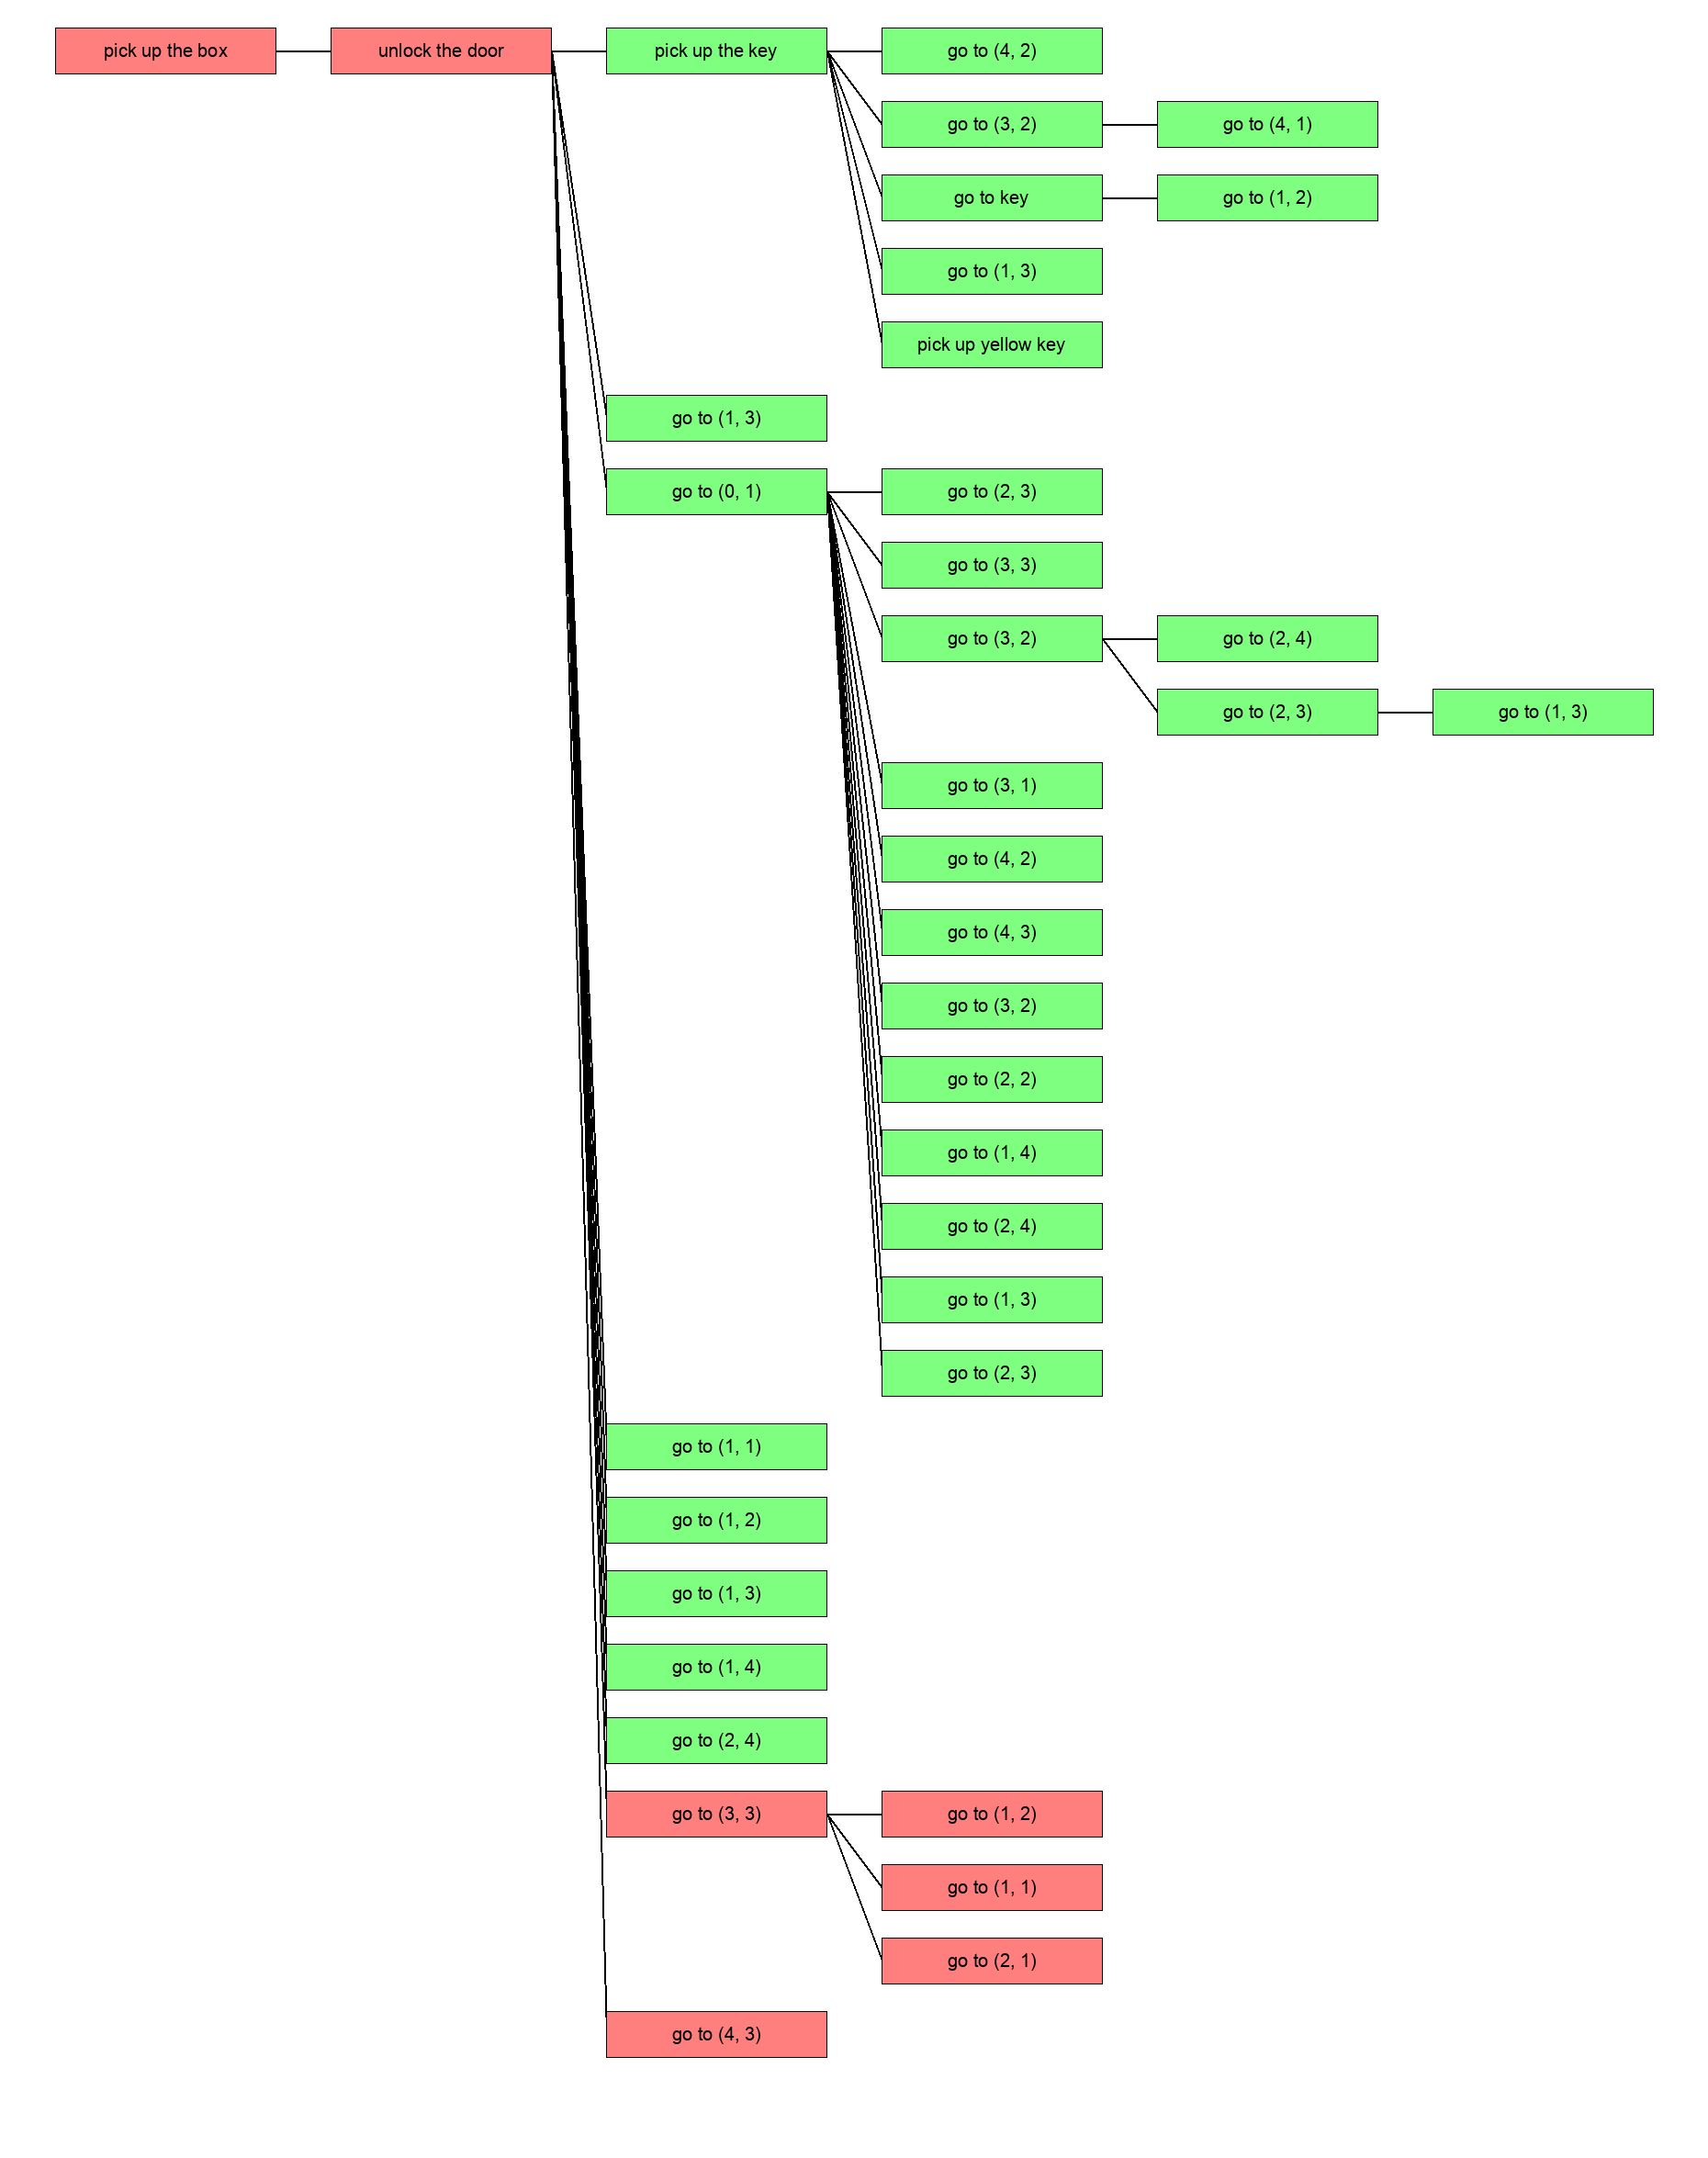 pick up the box
unlock the door
pick up the key
go to (4, 2)
go to (3, 2)
go to (4, 1)
go to key
go to (1, 2)
go to (1, 3)
pick up yellow key
go to (1, 3)
go to (0, 1)
go to (2, 3)
go to (3, 3)
go to (3, 2)
go to (2, 4)
go to (2, 3)
go to (1, 3)
go to (3, 1)
go to (4, 2)
go to (4, 3)
go to (3, 2)
go to (2, 2)
go to (1, 4)
go to (2, 4)
go to (1, 3)
go to (2, 3)
go to (1, 1)
go to (1, 2)
go to (1, 3)
go to (1, 4)
go to (2, 4)
go to (3, 3)
go to (1, 2)
go to (1, 1)
go to (2, 1)
go to (4, 3)